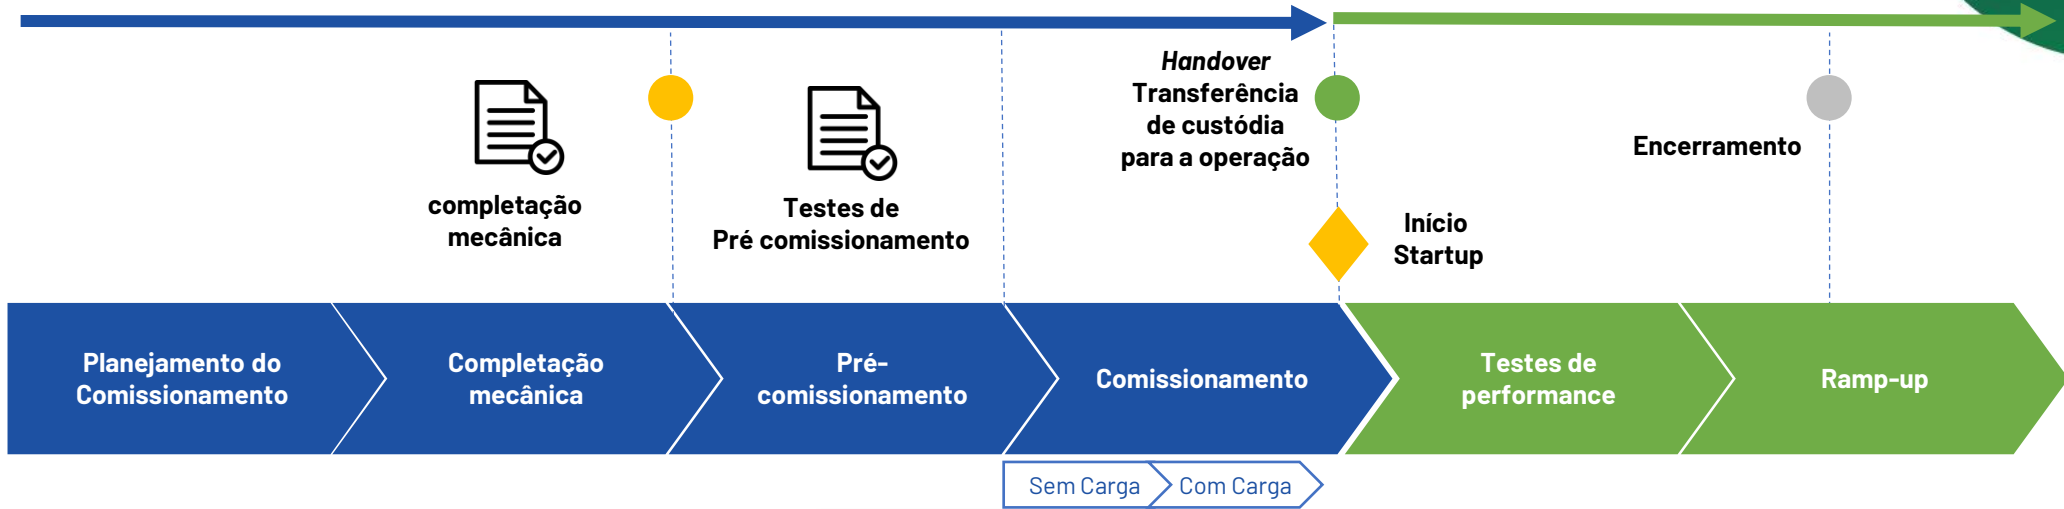 Handover
Transferência
de custódia
para a operação
Encerramento
completação
mecânica
Testes de
Pré comissionamento
Início
Startup
Planejamento do
Comissionamento
Completação
mecânica
Pré-
comissionamento
Comissionamento
Testes de
performance
Ramp-up
Sem Carga
Com Carga